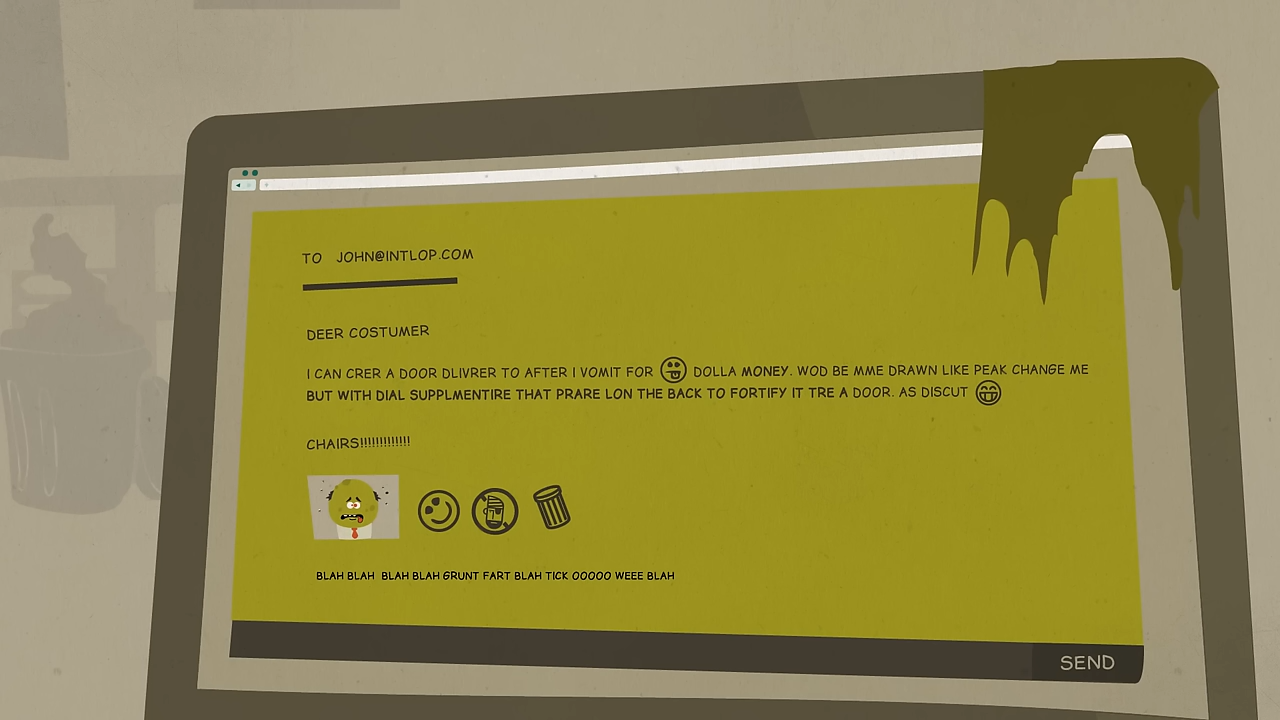 TO JOHN@INTLOP.COM
DEER COSTUMER
I CAN CRER A DOOR DLIVRER TO AFTER I VOMIT FOR DOLLA MONEY. WOD BE MME DRAWN LIKE PEAK CHANGE ME
BUT WITH DIAL SUPPLMENTIRE THAT PRARE LON THE BACK TO FORTIFY IT TRE A DOOR. AS DISCUT
CHAIRS!!!!!!!!!!!!!
BLAH BLAH BLAH BLAH GRUNT FART BLAH TICK OOOOO WEEE BLAH
SEND